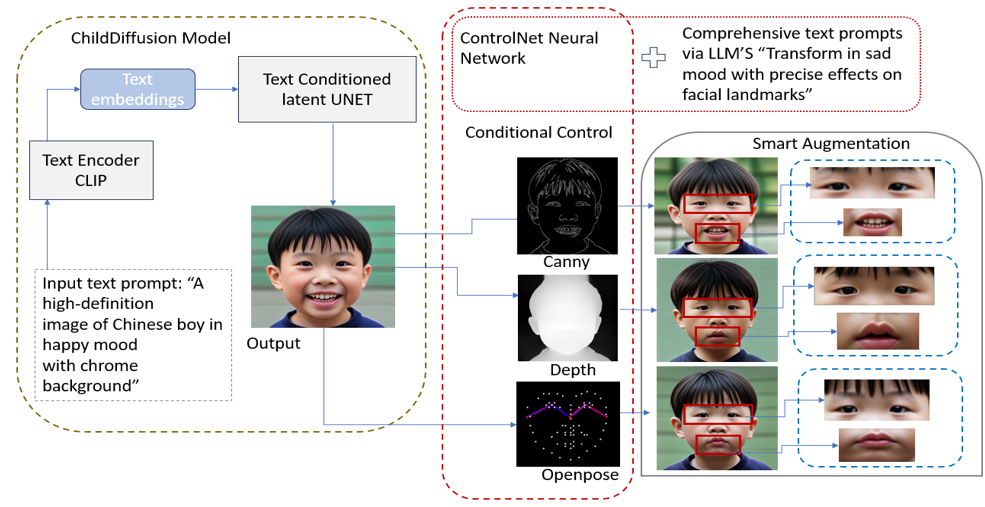 ChildDiffusion Model
Text
embeddings
Text Conditioned
latent UNET
Text Encoder
CLIP
Input text prompt: “A
high-definition
image of Chinese boy in
happy mood
with chrome
background”
Output
ControlNet Neural
Network
Comprehensive text prompts
via LLM’S “Transform in sad
mood with precise effects on
facial landmarks”
Conditional Control
Canny
Depth
Openpose
Smart Augmentation